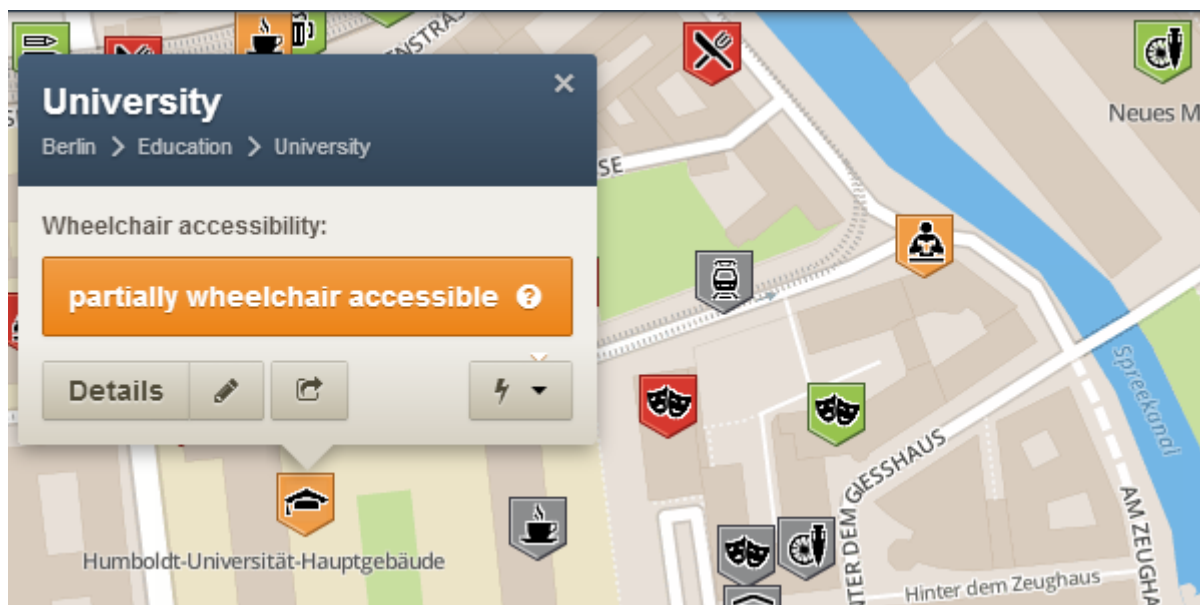 University
Berlin > Education > University
Wheelchair accessibility:
partially wheelchair accessible ?
Details
SE
Neues M
Spreekanal
HINTER DEM GIESSHAUS
AM ZEUGHA
Humboldt-Universität-Hauptgebäude
Hinter dem Zeughaus